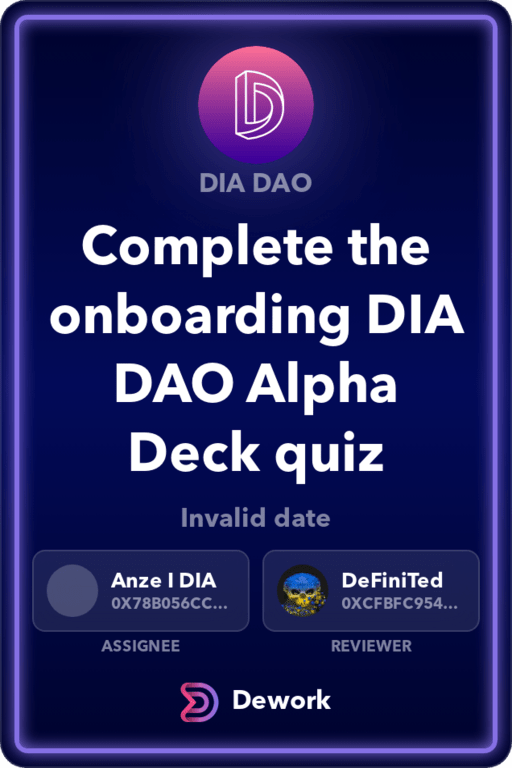 DIA DAO
Complete the
onboarding DIA
DAO Alpha
Deck quiz
Invalid date
Anze I DIA
0X78B056CC...
ASSIGNEE
DeFiniTed
0XCFBFC954...
REVIEWER
Dework